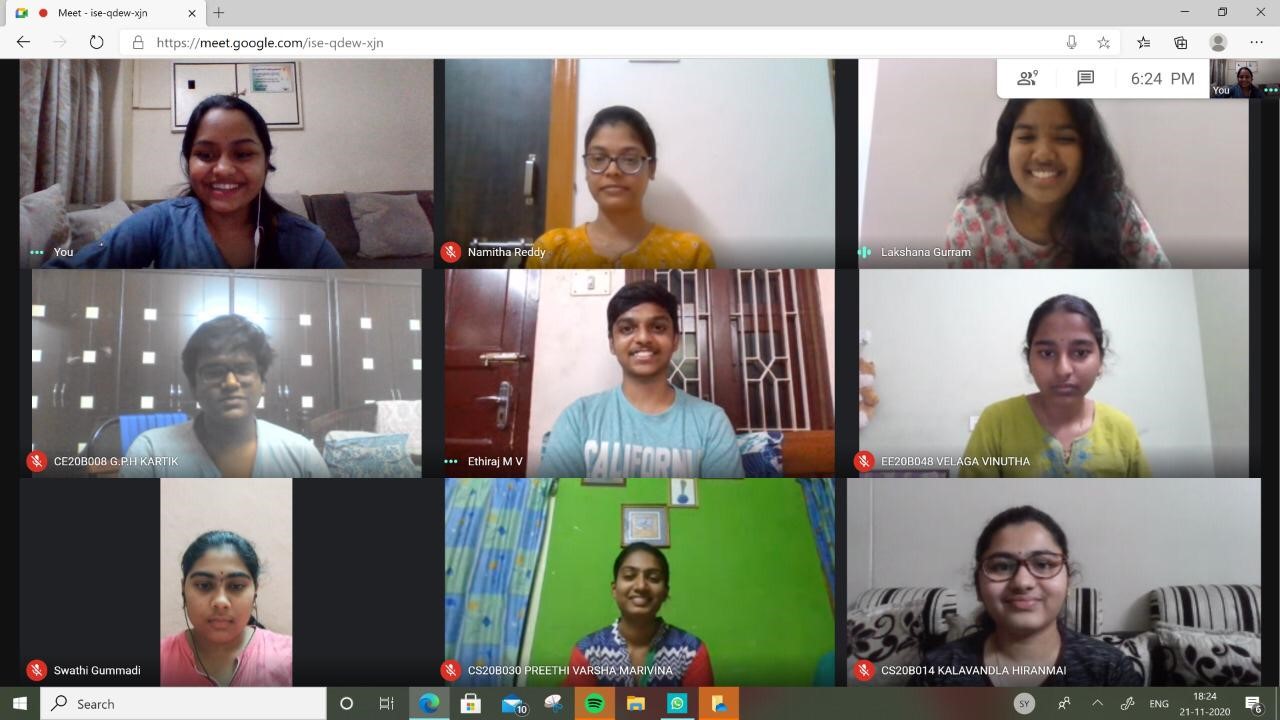 Meet - ise-qdew-xjn
https://meet.google.com/ise-qdew-xjn
9
6:24 PM
You
You
Namitha Reddy
Lakshana Gurram
CE20B008 G.P.H KARTIK
CALIFORNI
Ethiraj M V
EE20B048 VELAGA VINUTHA
Swathi Gummadi
CS20B030 PREETHI VARSHA MARIVINA
CS20B014 KALAVANDLA HIRANMAI
Search
10
SY
ENG
18:24
21-11-2020
6